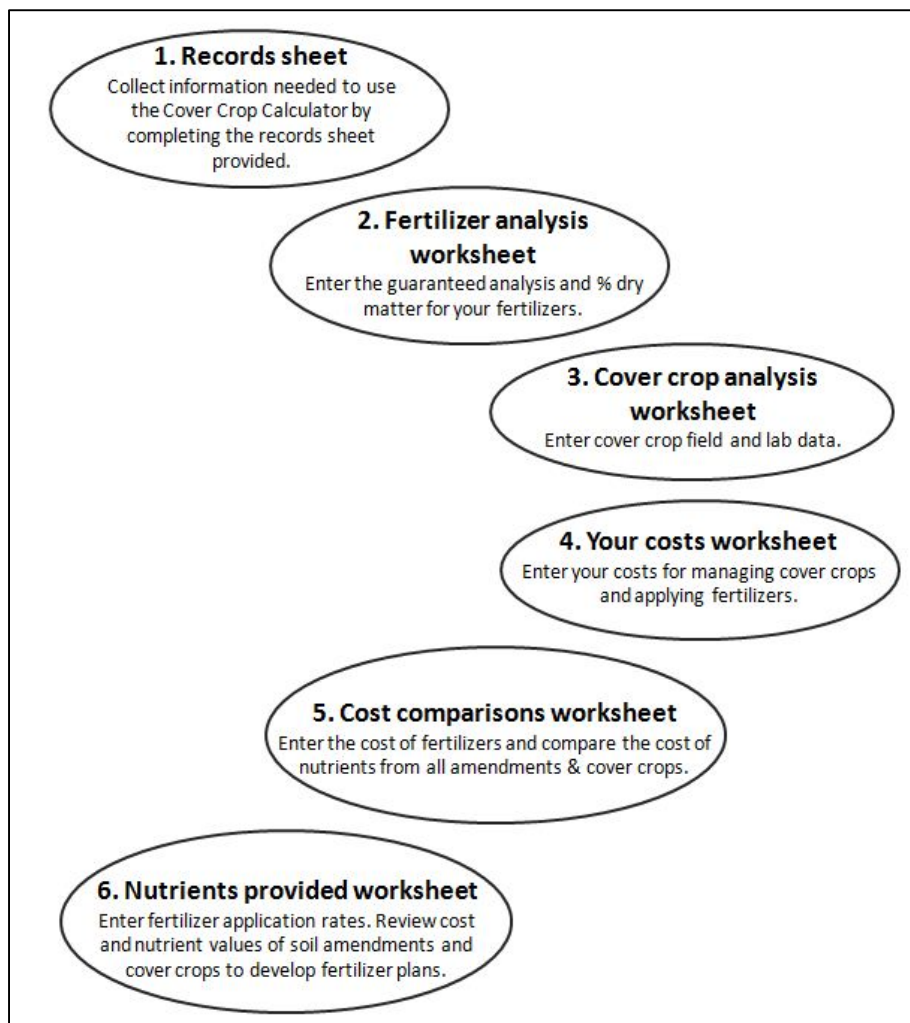 1. Records sheet
Collect information needed to use
the Cover Crop Calculator by
completing the records sheet
provided.
2. Fertilizer analysis
worksheet
Enter the guaranteed analysis and % dry
matter for your fertilizers.
3. Cover crop analysis
worksheet
Enter cover crop field and lab data.
4. Your costs worksheet
Enter your costs for managing cover crops
and applying fertilizers.
5. Cost comparisons worksheet
Enter the cost of fertilizers and compare the cost of
nutrients from all amendments & cover crops.
6. Nutrients provided worksheet
Enter fertilizer application rates. Review cost
and nutrient values of soil amendments and
cover crops to develop fertilizer plans.